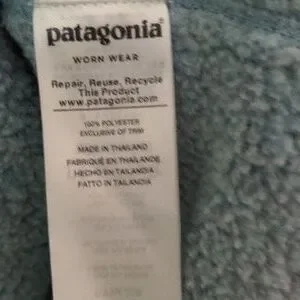 patagonia®
WORN WEAR
Repair, Reuse, Recycle
This Product
www.patagonia.com
100% POLYESTER
EXCLUSIVE OF TRIM
MADE IN THAILAND
FABRIQUÉ EN THAÏLANDE
HECHO EN TAILANDIA
FATTO IN TAILANDIA